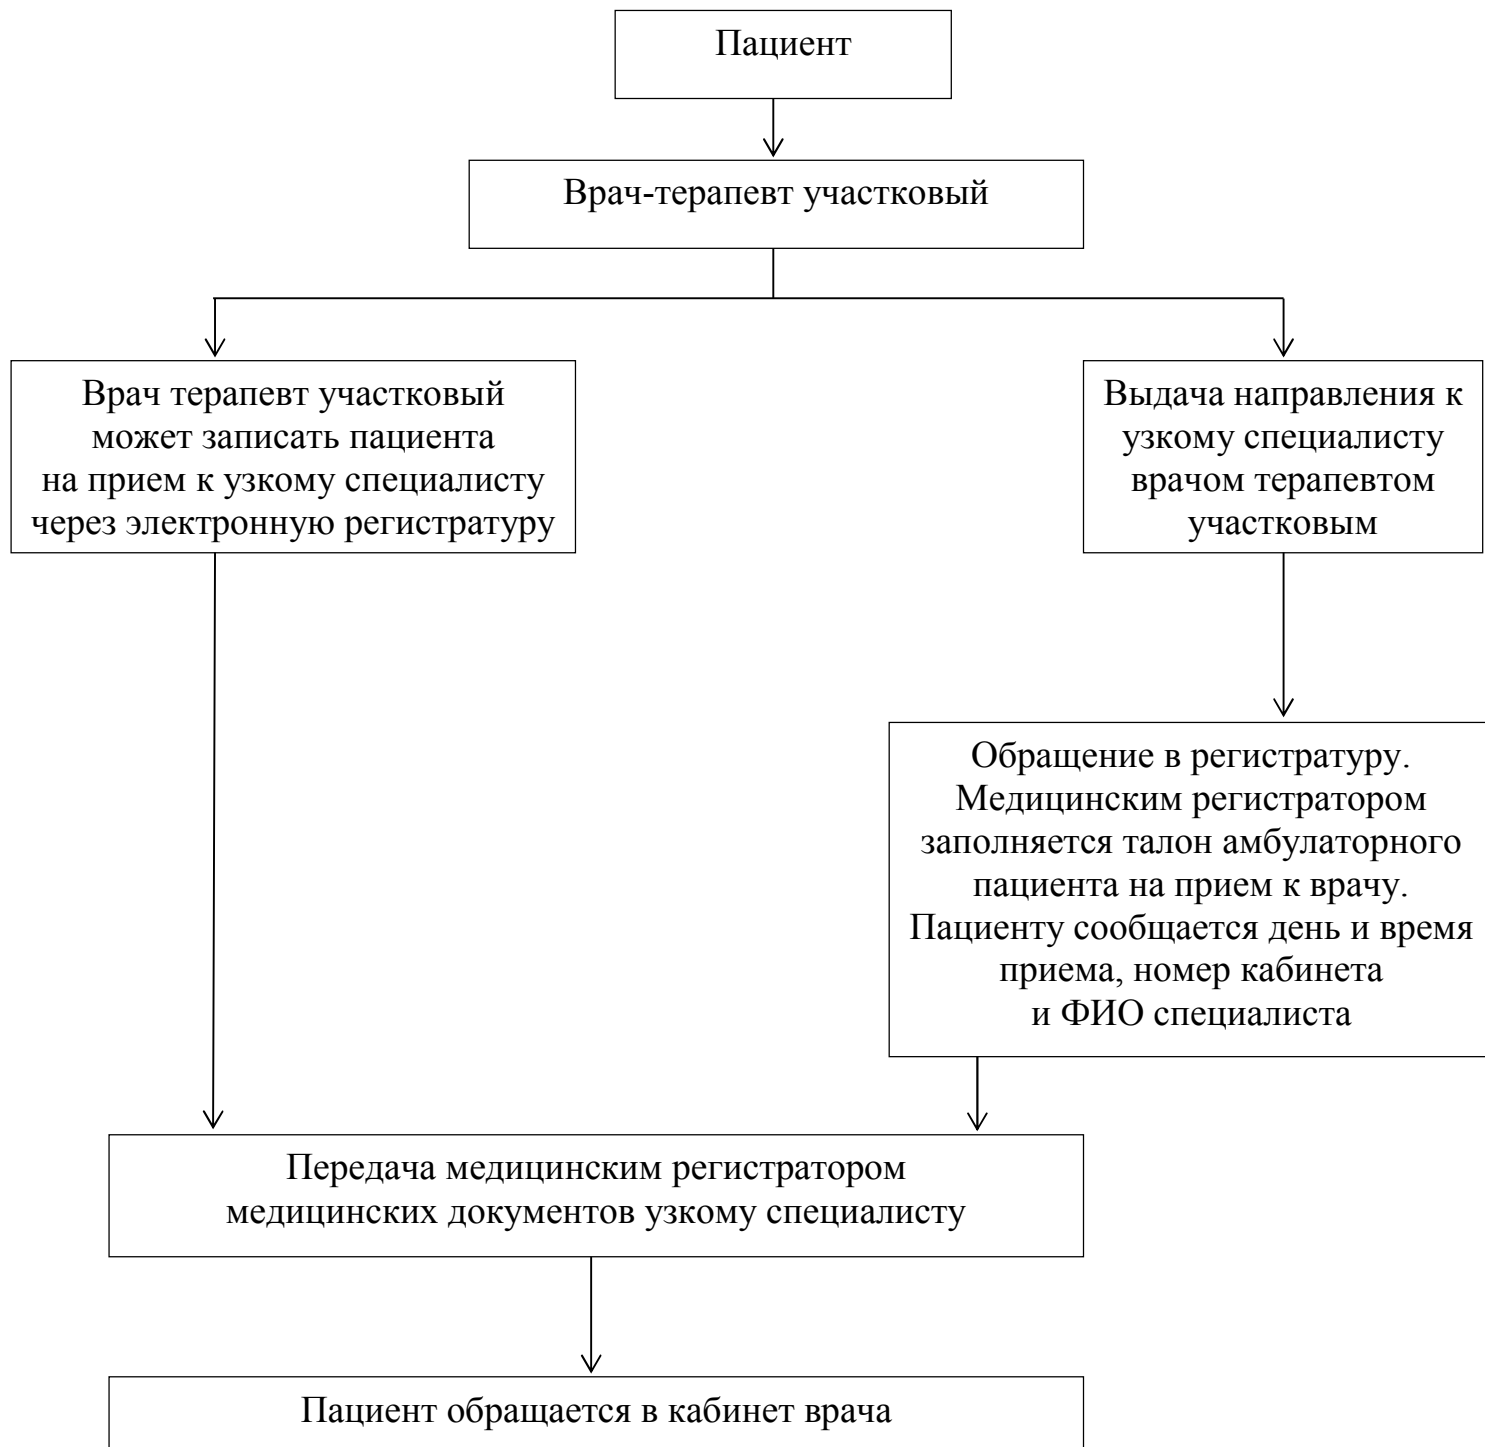 Пациент
Врач-терапевт участковый
Врач терапевт участковый
может записать пациента
на прием к узкому специалисту
через электронную регистратуру
Выдача направления к
узкому специалисту
врачом терапевтом
участковым
Обращение в регистратуру.
Медицинским регистратором
заполняется талон амбулаторного
пациента на прием к врачу.
Пациенту сообщается день и время
приема, номер кабинета
и ФИО специалиста
Передача медицинским регистратором
медицинских документов узкому специалисту
Пациент обращается в кабинет врача